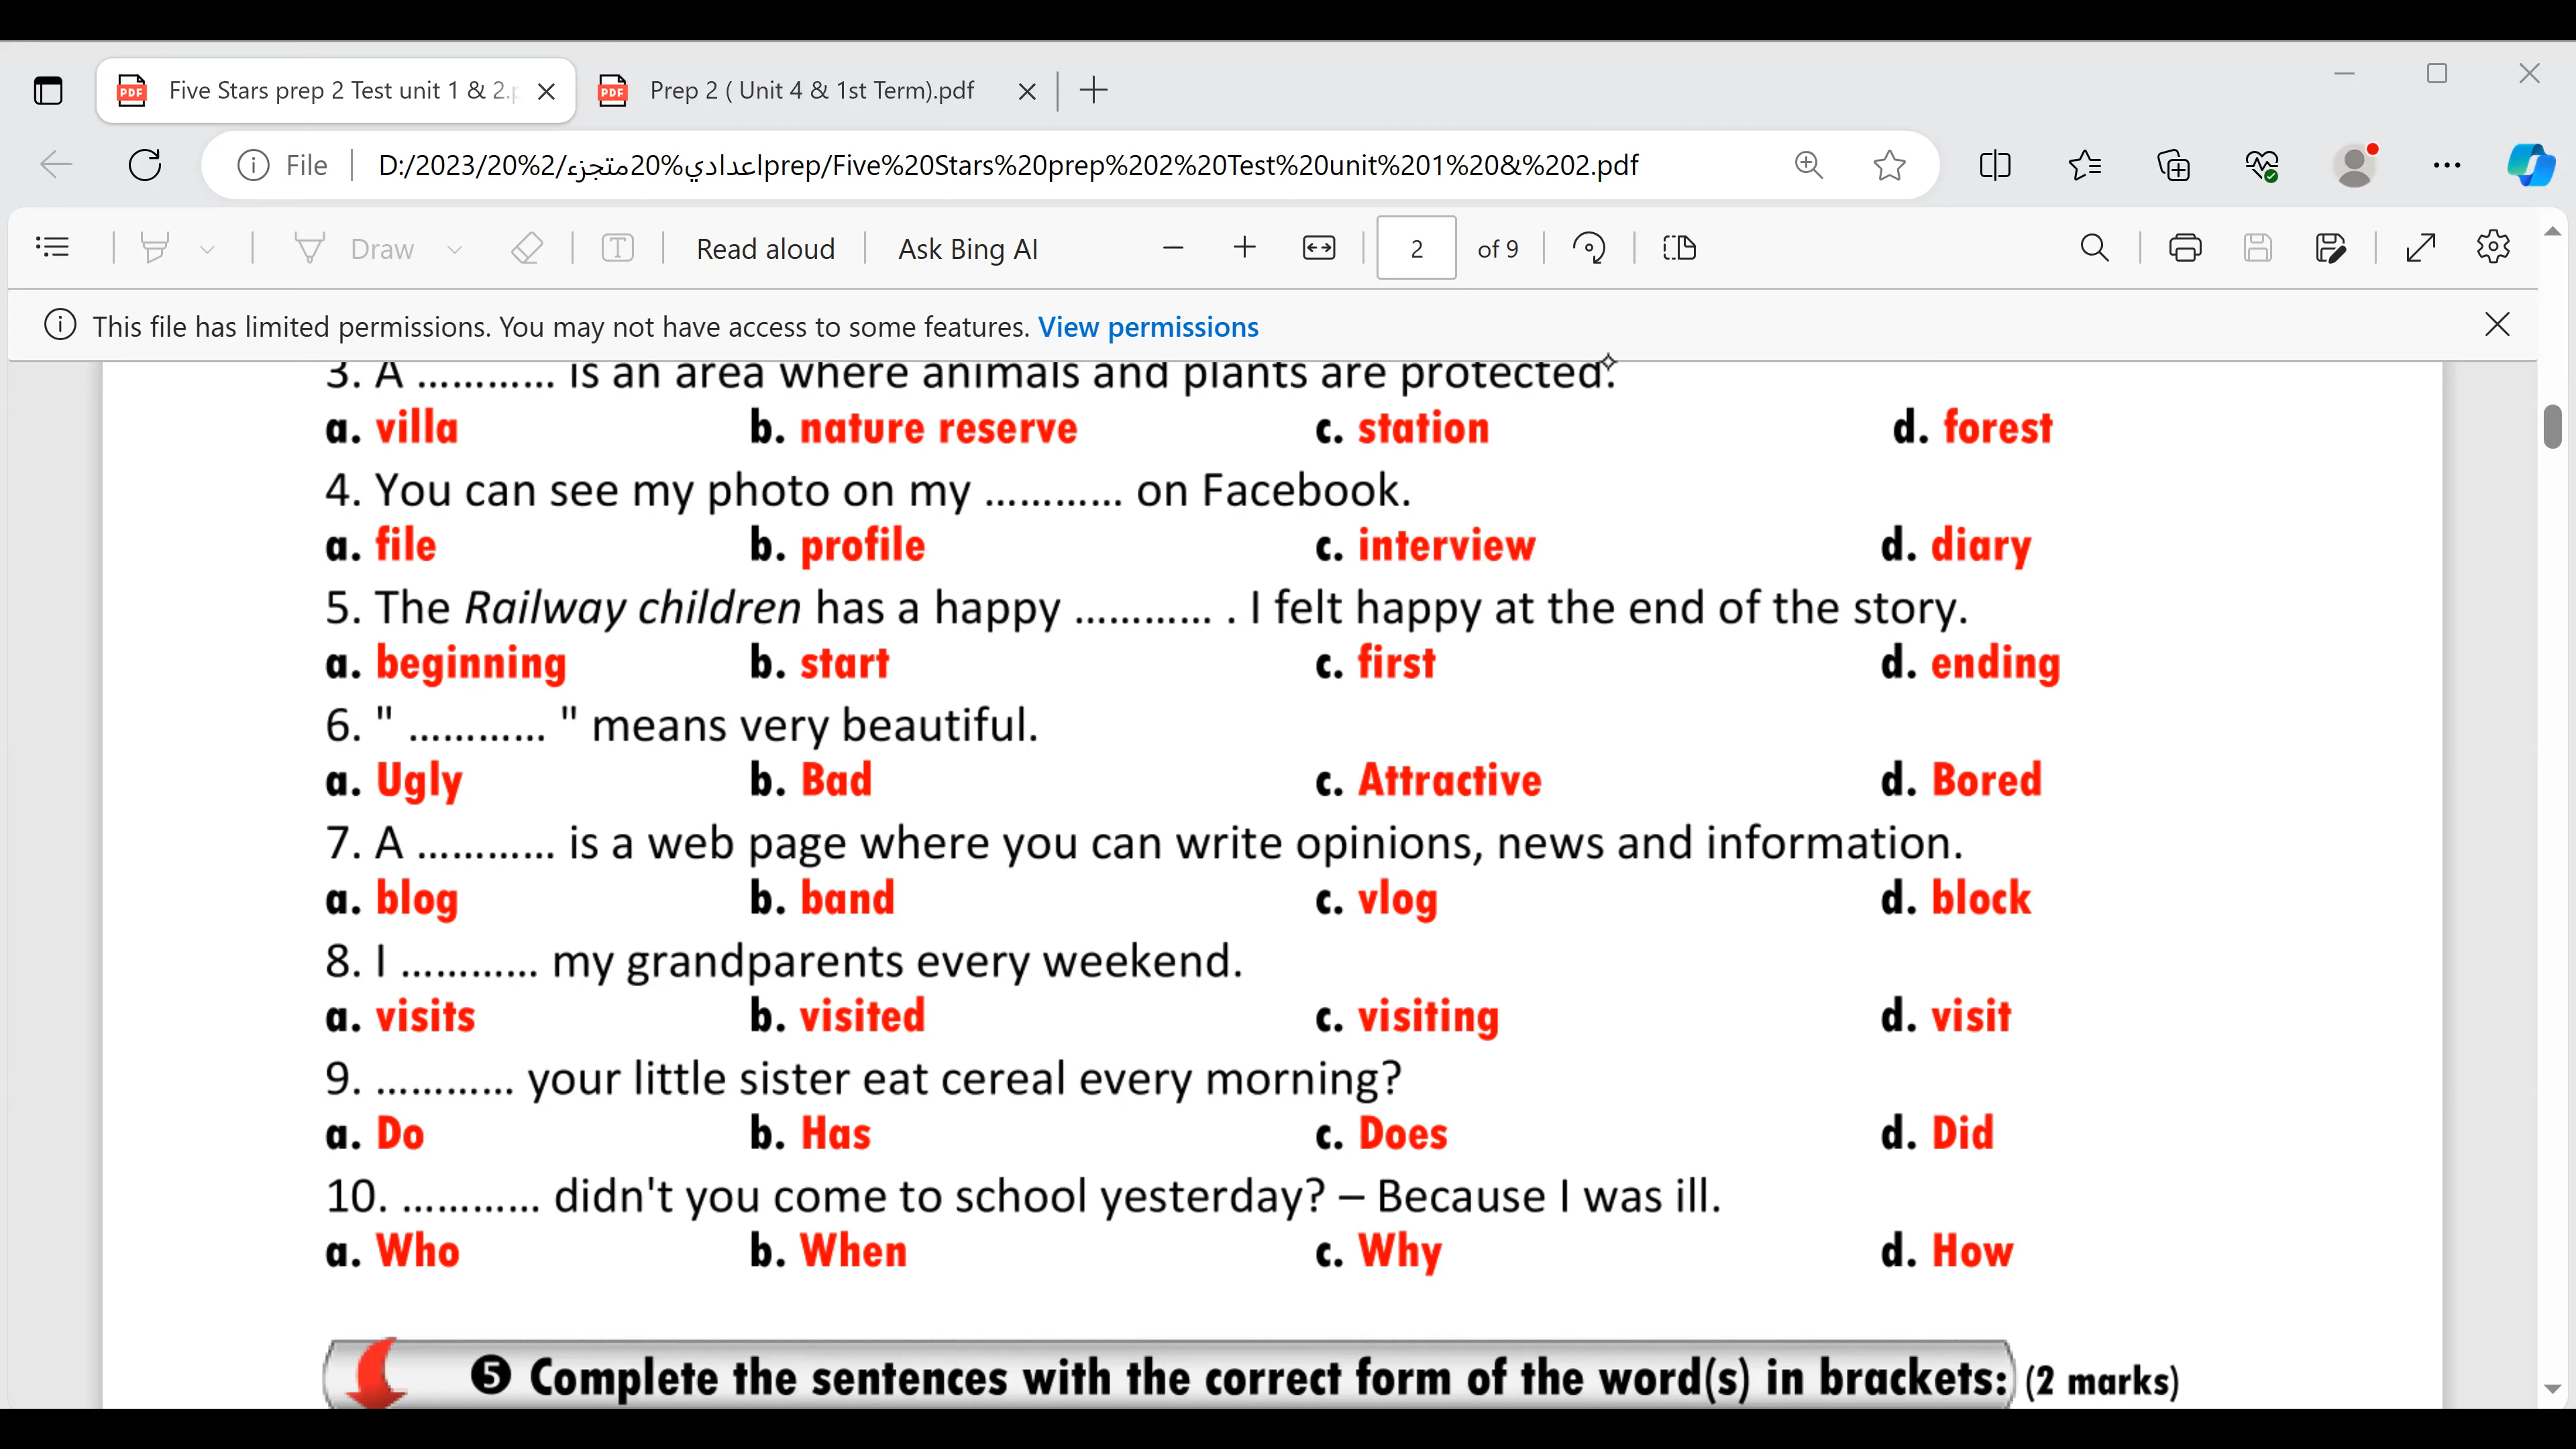 Five Stars prep 2 Test unit 1 & 2.p
Prep 2 ( Unit 4 & 1st Term).pdf
File
D:/2023/20%2/اعدادي%20متجزء/prep/Five%20Stars%20prep%202%20Test%20unit%201%20&%202.pdf
Draw
Read aloud
Ask Bing AI
2 of 9
This file has limited permissions. You may not have access to some features. View permissions
3. A ............ is an area where animals and plants are protected.
a. villa b. nature reserve c. station d. forest
4. You can see my photo on my ............ on Facebook.
a. file b. profile c. interview d. diary
5. The Railway children has a happy ............ . I felt happy at the end of the story.
a. beginning b. start c. first d. ending
6. " ............ " means very beautiful.
a. Ugly b. Bad c. Attractive d. Bored
7. A ............ is a web page where you can write opinions, news and information.
a. blog b. band c. vlog d. block
8. I ............ my grandparents every weekend.
a. visits b. visited c. visiting d. visit
9. ............ your little sister eat cereal every morning?
a. Do b. Has c. Does d. Did
10. ............ didn't you come to school yesterday? – Because I was ill.
a. Who b. When c. Why d. How
❺ Complete the sentences with the correct form of the word(s) in brackets: (2 marks)